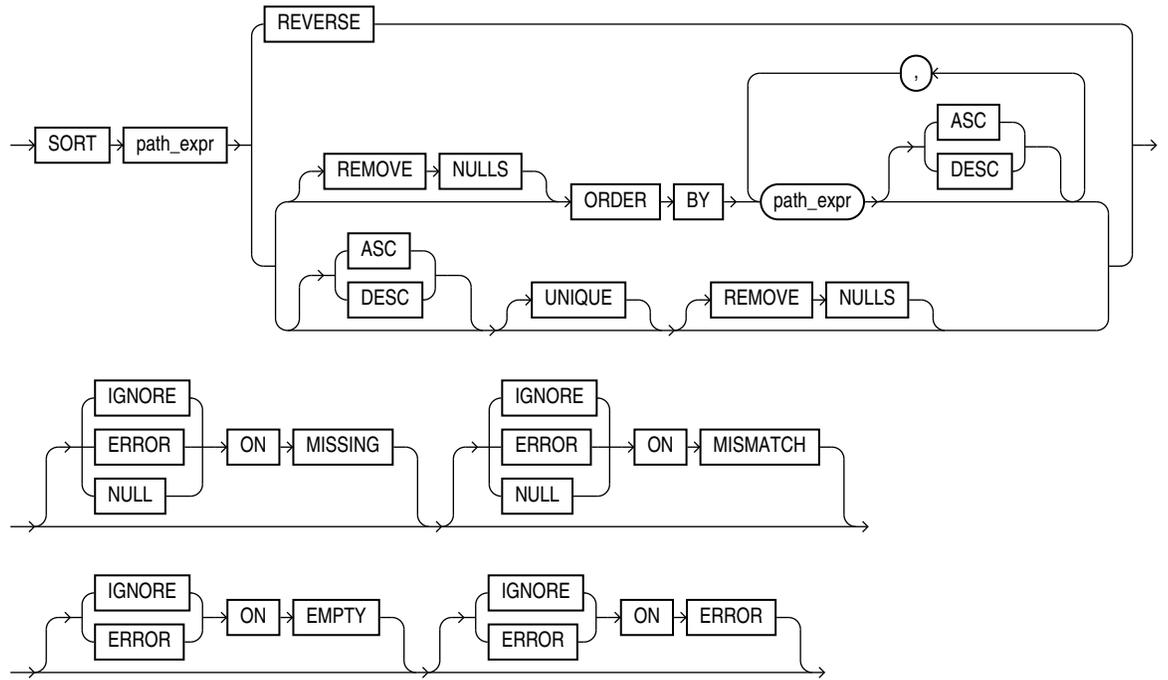 REVERSE
,
SORT path_expr
ASC
DESC
REMOVE NULLS
ORDER BY path_expr
ASC
DESC
UNIQUE REMOVE NULLS
IGNORE IGNORE
ERROR ON MISSING ERROR ON MISMATCH
NULL NULL
IGNORE IGNORE
ON EMPTY ON ERROR
ERROR ERROR